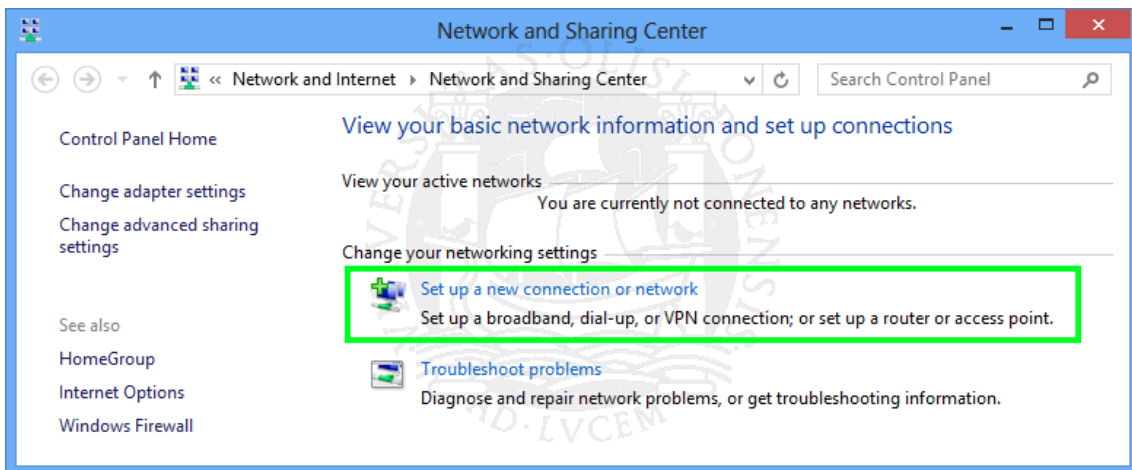 Network and Sharing Center
« Network and Internet ▸ Network and Sharing Center
Search Control Panel
Control Panel Home
Change adapter settings
Change advanced sharing
settings
See also
HomeGroup
Internet Options
Windows Firewall
View your basic network information and set up connections
View your active networks
You are currently not connected to any networks.
Change your networking settings
Set up a new connection or network
Set up a broadband, dial-up, or VPN connection; or set up a router or access point.
Troubleshoot problems
Diagnose and repair network problems, or get troubleshooting information.
AD·LVCEM